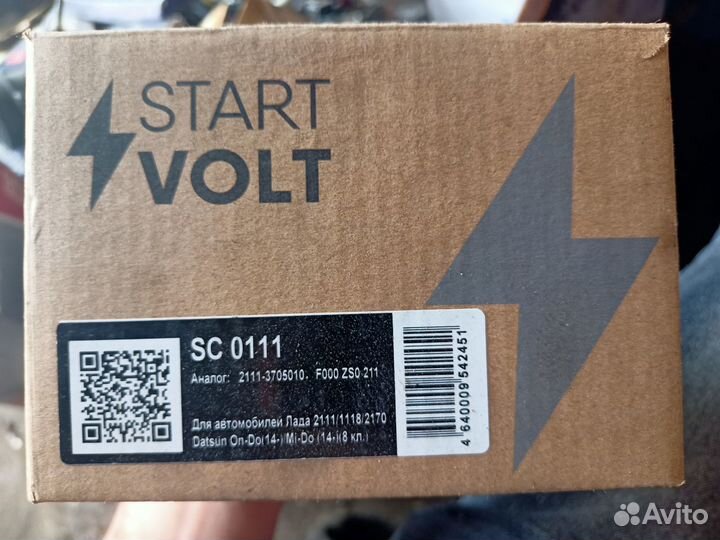 START
VOLT
SC 0111
Аналог: 2111-3705010, F000 ZS0 211
Для автомобилей Лада 2111/1118/2170
Datsun On-Do(14-)/Mi-Do (14-)(8 кл.)
4 640009 542451
Avito